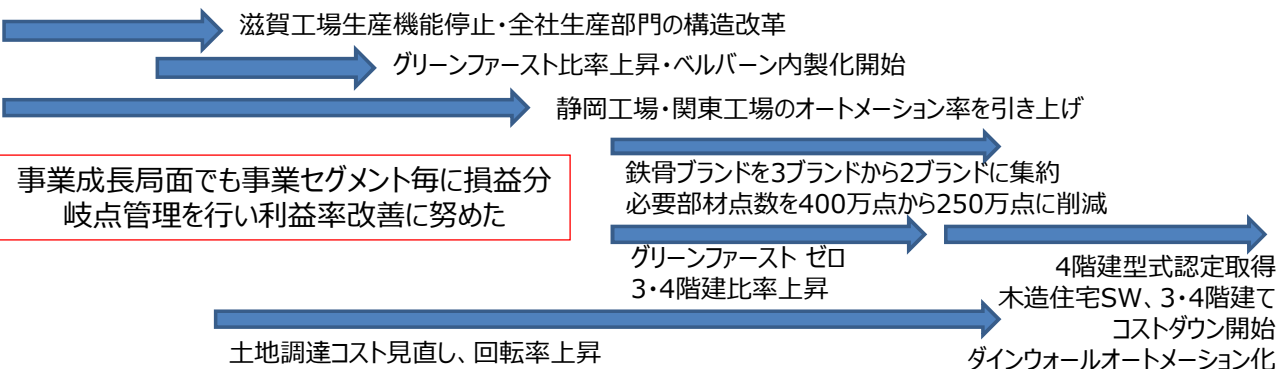 滋賀工場生産機能停止・全社生産部門の構造改革
グリーンファースト比率上昇・ベルバーン内製化開始
静岡工場・関東工場のオートメーション率を引き上げ
事業成長局面でも事業セグメント毎に損益分
岐点管理を行い利益率改善に努めた
鉄骨ブランドを3ブランドから2ブランドに集約
必要部材点数を400万点から250万点に削減
グリーンファースト ゼロ
3・4階建比率上昇
4階建型式認定取得
木造住宅SW、3・4階建て
コストダウン開始
ダインウォールオートメーション化
土地調達コスト見直し、回転率上昇